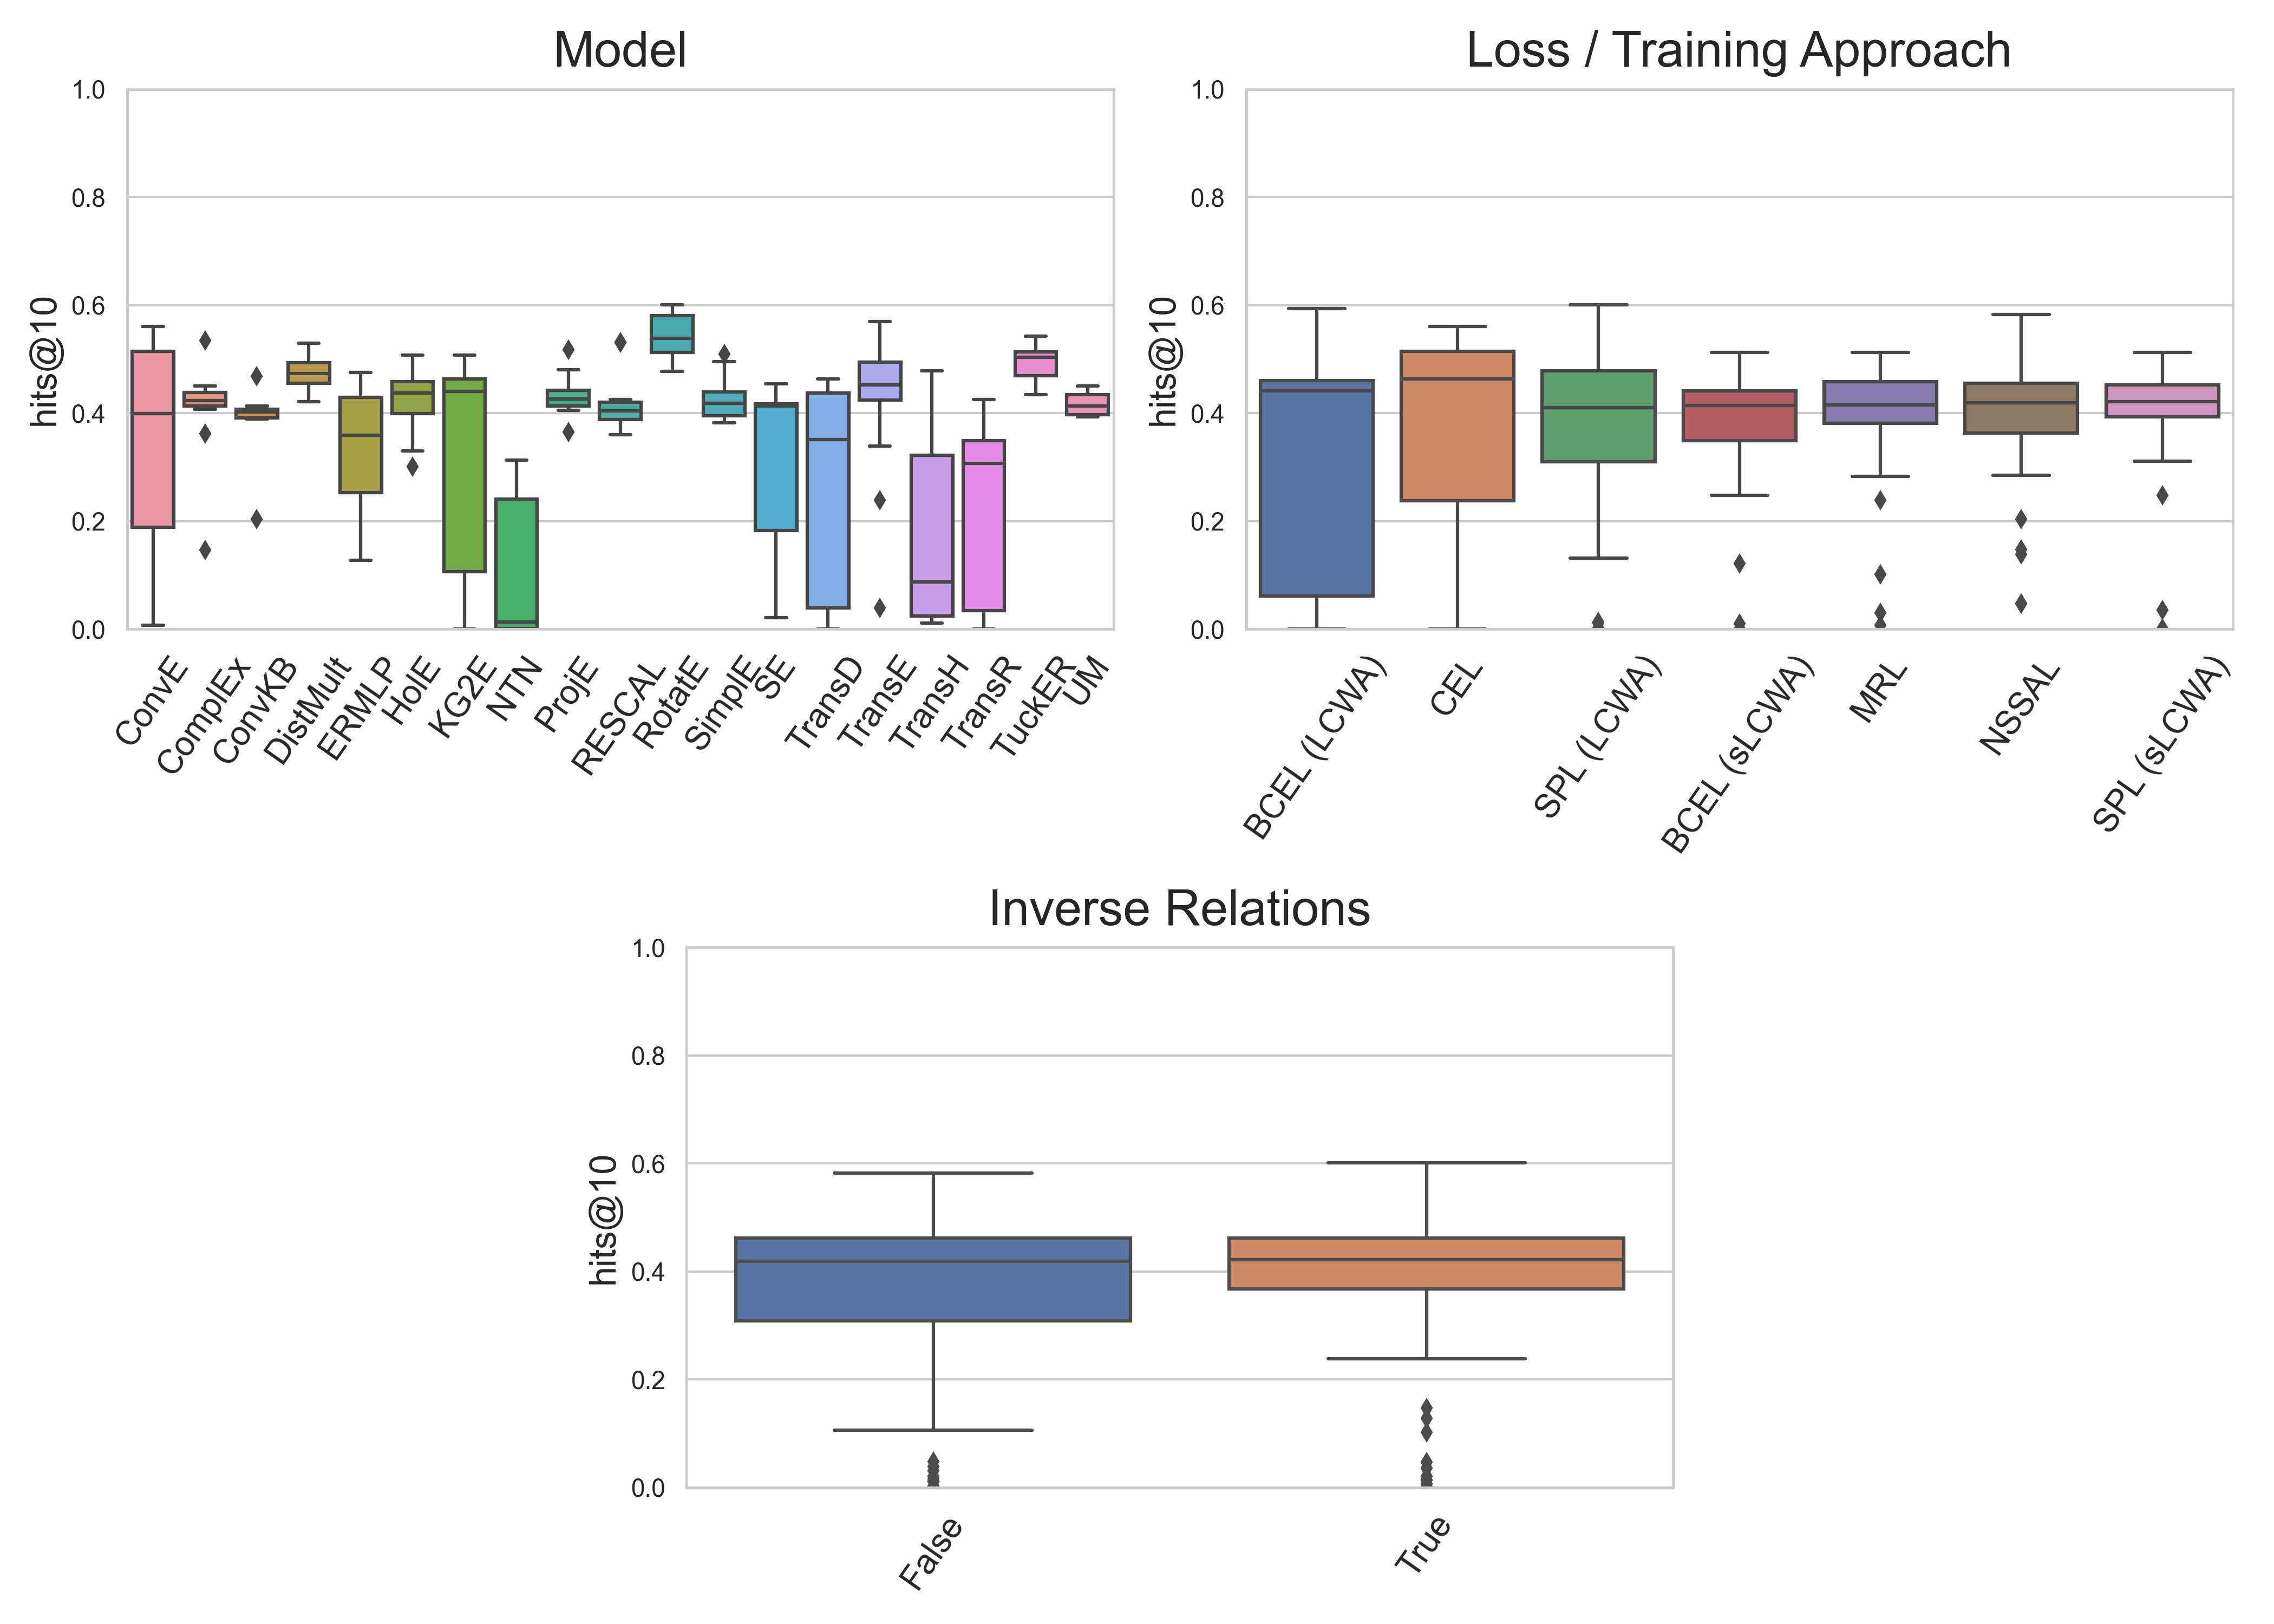 Model
1.0
0.8
0.6
0.4
0.2
0.0
hits@10
ConvE
ComplEx
ConvKB
DistMult
ERMLP
HolE
KG2E
NTN
ProjE
RESCAL
RotatE
SimplE
SE
TransD
TransE
TransH
TransR
TuckER
UM
Loss / Training Approach
1.0
0.8
0.6
0.4
0.2
0.0
hits@10
BCEL (LCWA)
CEL
SPL (LCWA)
BCEL (sLCWA)
MRL
NSSAL
SPL (sLCWA)
Inverse Relations
1.0
0.8
0.6
0.4
0.2
0.0
hits@10
False
True